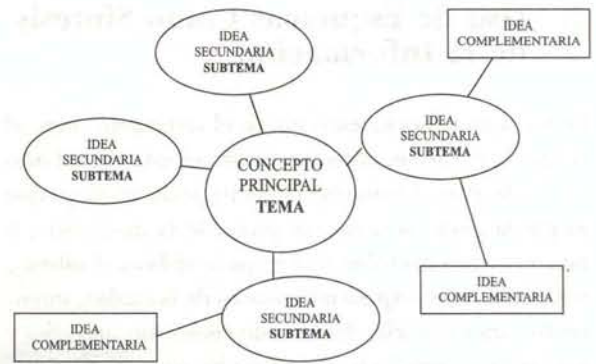 IDEA
SECUNDARIA
SUBTEMA
IDEA
COMPLEMENTARIA
IDEA
SECUNDARIA
SUBTEMA
IDEA
SECUNDARIA
SUBTEMA
CONCEPTO
PRINCIPAL
TEMA
IDEA
COMPLEMENTARIA
IDEA
SECUNDARIA
SUBTEMA
IDEA
COMPLEMENTARIA